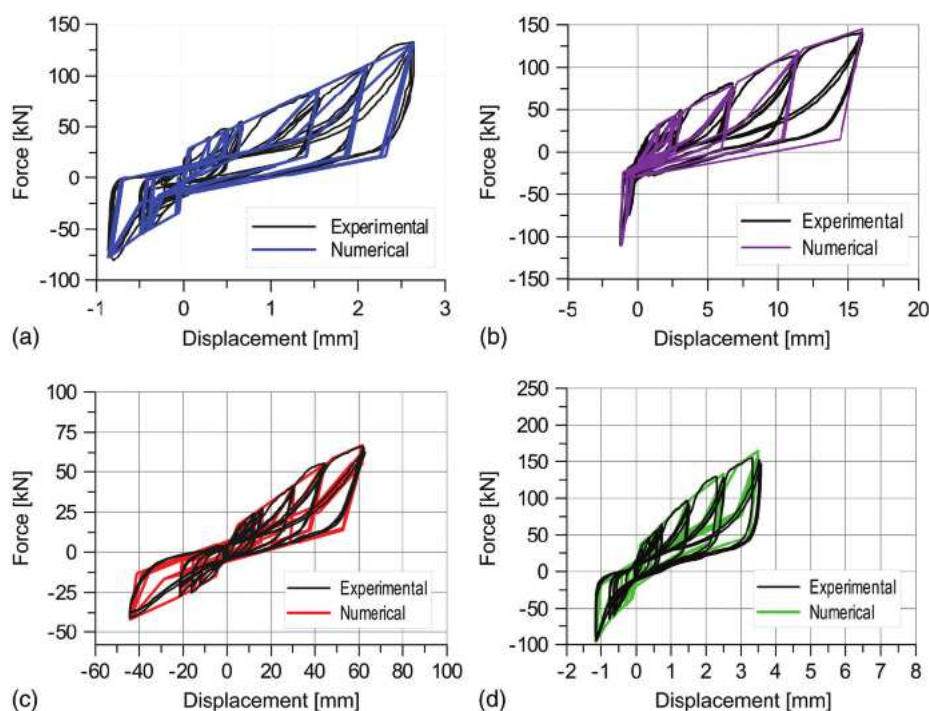 150
100
50
0
-50
-100
Force [kN]
-1 0 1 2 3
Displacement [mm]
Experimental
Numerical
(a)
150
100
50
0
-50
-100
-150
Force [kN]
-5 0 5 10 15 20
Displacement [mm]
Experimental
Numerical
(b)
100
75
50
25
0
-25
-50
Force [kN]
-60 -40 -20 0 20 40 60 80 100
Displacement [mm]
Experimental
Numerical
(c)
250
200
150
100
50
0
-50
-100
Force [kN]
-2 -1 0 1 2 3 4 5 6 7 8
Displacement [mm]
Experimental
Numerical
(d)